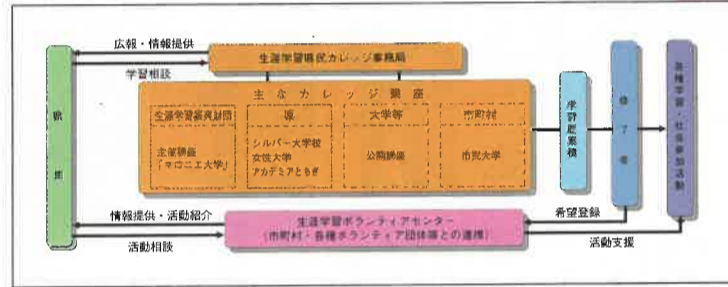 広報・情報提供
学習相談
生涯学習県民カレッジ事務局
県民
主なカレッジ講座
生涯学習振興財団
県
大学等
市町村
主催講座
「マロニエ大学」
シルバー大学校
女性大学
アカデミアとちぎ
公開講座
市民大学
学習歴累積
修了者
各種学習・社会参加活動
情報提供・活動紹介
活動相談
生涯学習ボランティアセンター
(市町村・各種ボランティア団体等との連携)
希望登録
活動支援